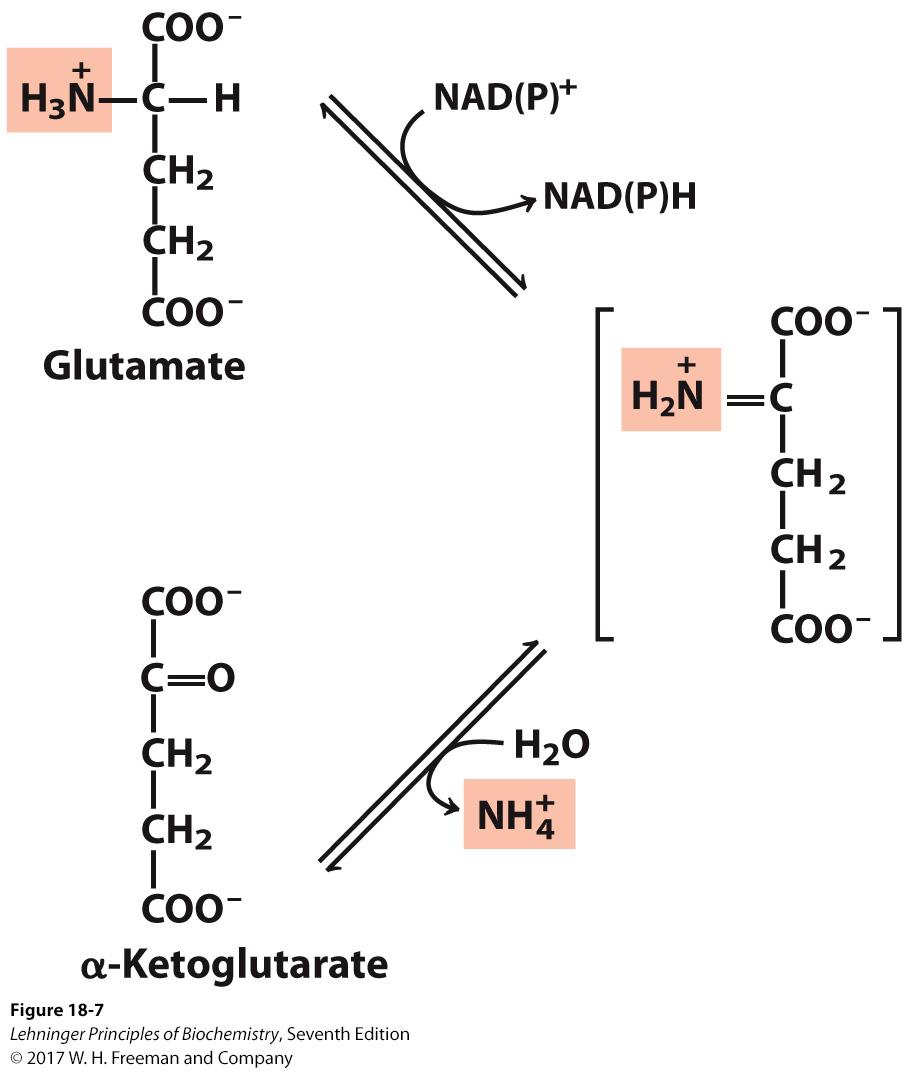 COO⁻
H₃N⁺—C—H
CH₂
CH₂
COO⁻
Glutamate
NAD(P)⁺
NAD(P)H
COO⁻
H₂N⁺=C
CH₂
CH₂
COO⁻
H₂O
NH₄⁺
COO⁻
C=O
CH₂
CH₂
COO⁻
α-Ketoglutarate
Figure 18-7
Lehninger Principles of Biochemistry, Seventh Edition
© 2017 W. H. Freeman and Company